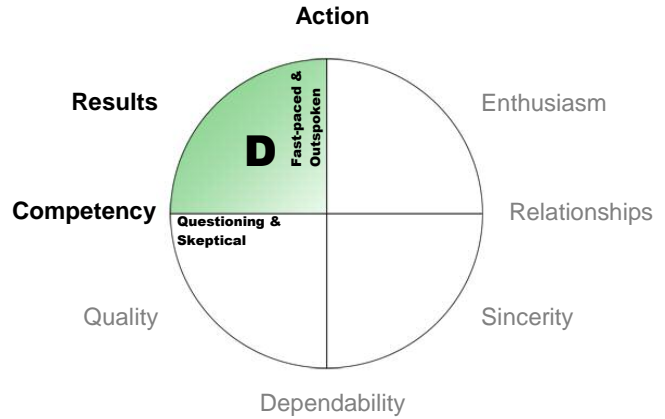 Action
Results
Enthusiasm
Fast-paced &
Outspoken
D
Competency
Relationships
Questioning &
Skeptical
Quality
Sincerity
Dependability